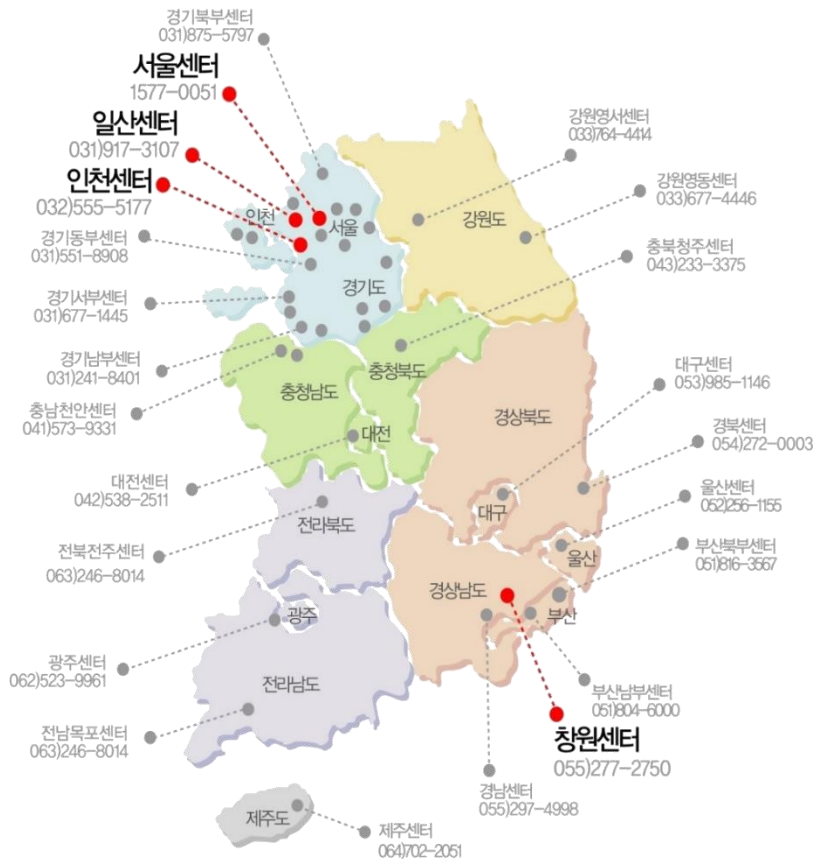 경기북부센터
031)875-5797
서울센터
1577-0051
일산센터
031)917-3107
인천센터
032)555-5177
경기동부센터
031)551-8908
경기서부센터
031)677-1445
경기남부센터
031)241-8401
충남천안센터
041)573-9331
대전센터
042)538-2511
전북전주센터
063)246-8014
광주센터
062)523-9961
전남목포센터
063)246-8014
인천
서울
경기도
강원도
충청남도
충청북도
대전
경상북도
대구
울산
전라북도
경상남도
부산
광주
전라남도
제주도
강원영서센터
033)764-4414
강원영동센터
033)677-4446
충북청주센터
043)233-3375
대구센터
053)985-1146
경북센터
054)272-0003
울산센터
052)256-1155
부산북부센터
051)816-3567
부산남부센터
051)804-6000
창원센터
055)277-2750
경남센터
055)297-4998
제주센터
064)702-2051